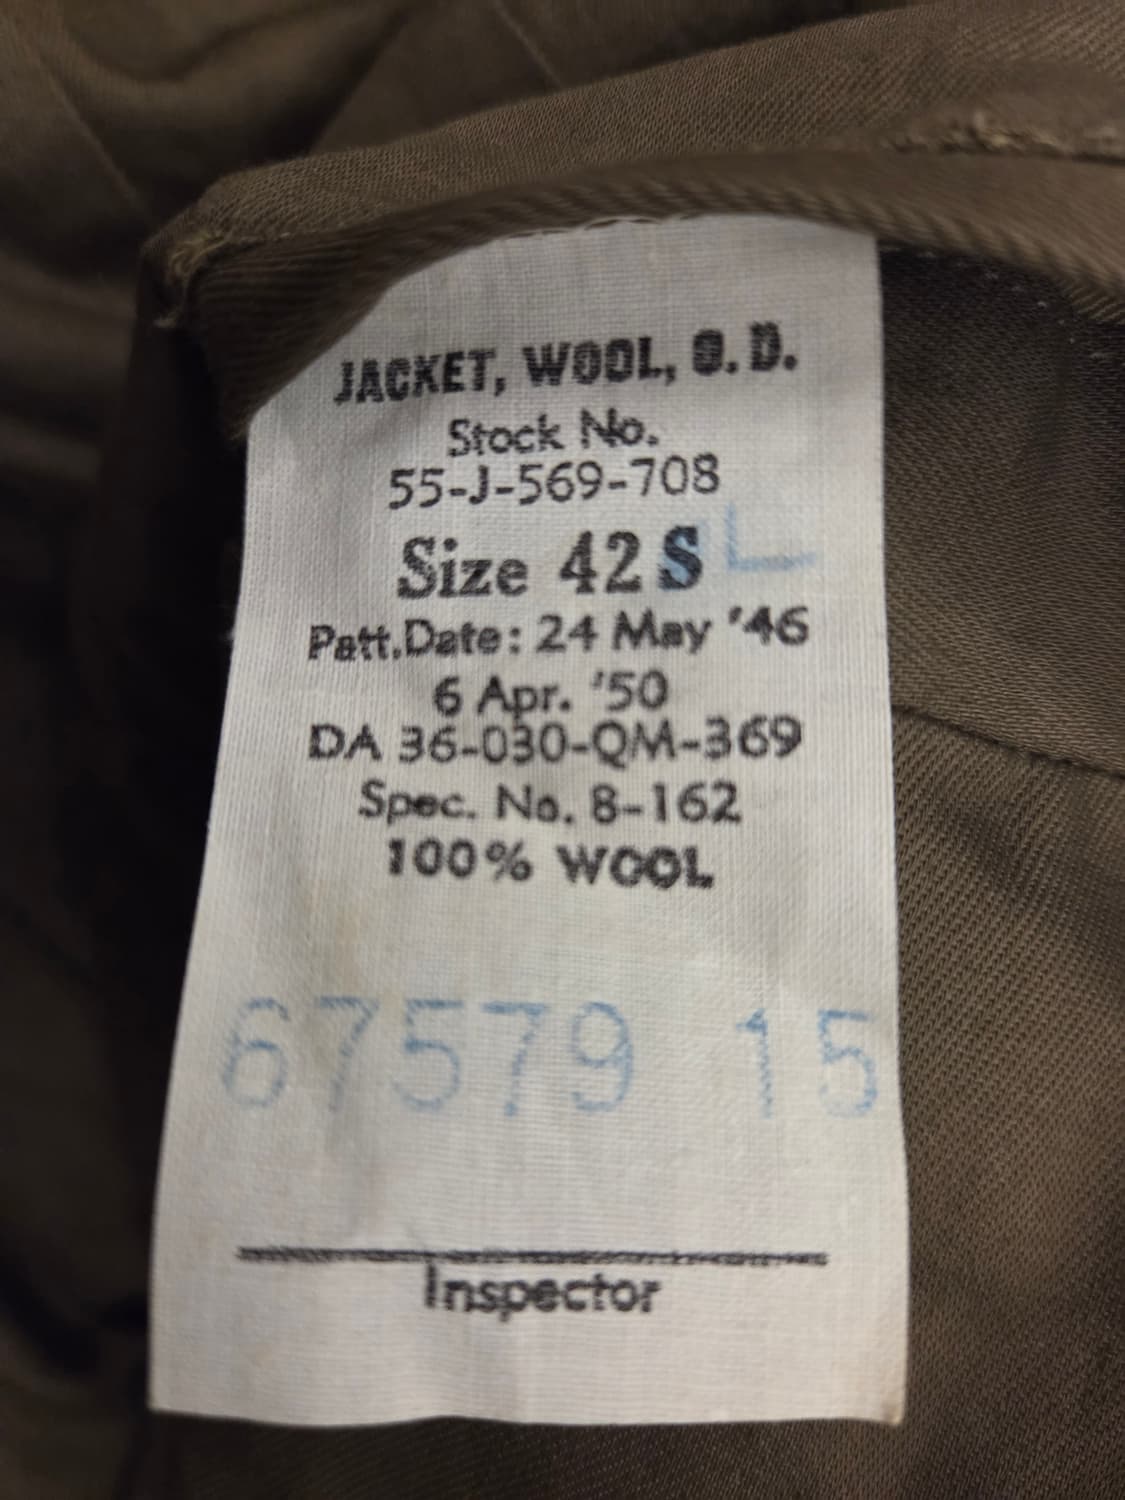 JACKET, WOOL, O.D.
Stock No.
55-J-569-708
Size 42 S L
Patt.Date: 24 May '46
6 Apr. '50
DA 36-030-QM-369
Spec. No. 8-162
100% WOOL
67579 15
Inspector